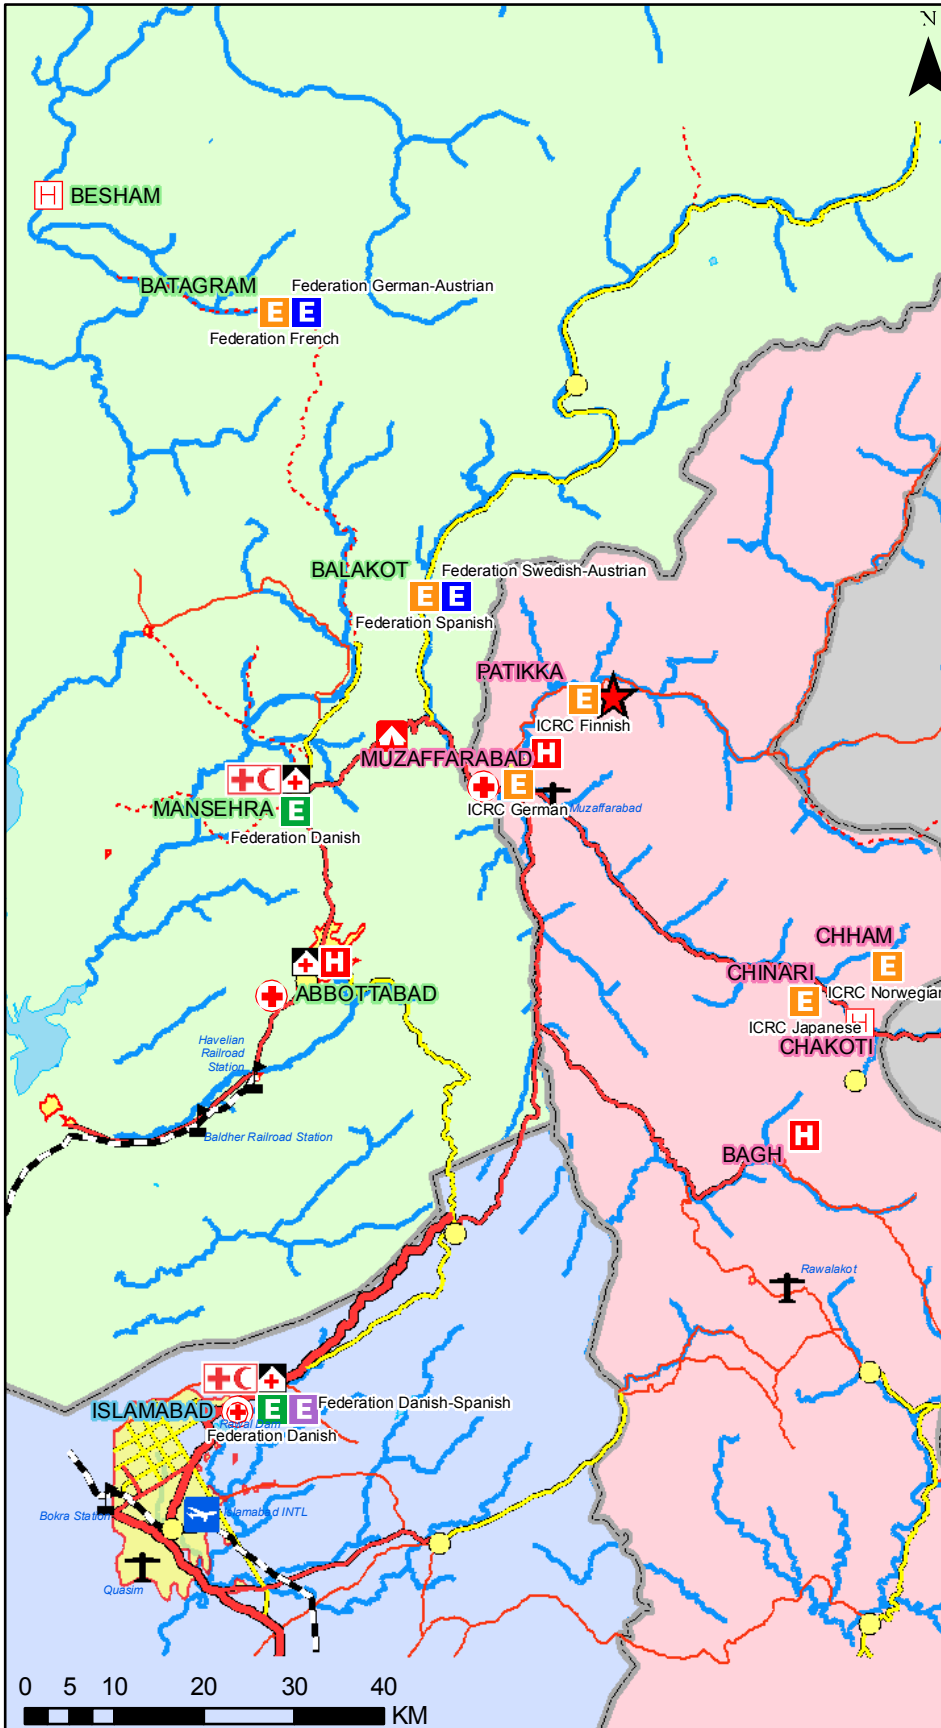 N
H
BESHAM
BATAGRAM
Federation German-Austrian
E E
Federation French
BALAKOT
Federation Swedish-Austrian
E E
Federation Spanish
PATIKKA
E
ICRC Finnish
MUZAFFARABAD
H
E
ICRC German
Muzaffarabad
MANSEHRA
E
Federation Danish
H
ABBOTTABAD
CHHAM
E
ICRC Norwegian
CHINARI
E
ICRC Japanese
H
CHAKOTI
Havelian
Railroad
Station
Baldher Railroad Station
BAGH
H
Rawalakot
ISLAMABAD
E E
Federation Danish-Spanish
Rawal Dam
Federation Danish
Bokra Station
Islamabad INTL
Quasim
0 5 10 20 30 40
KM